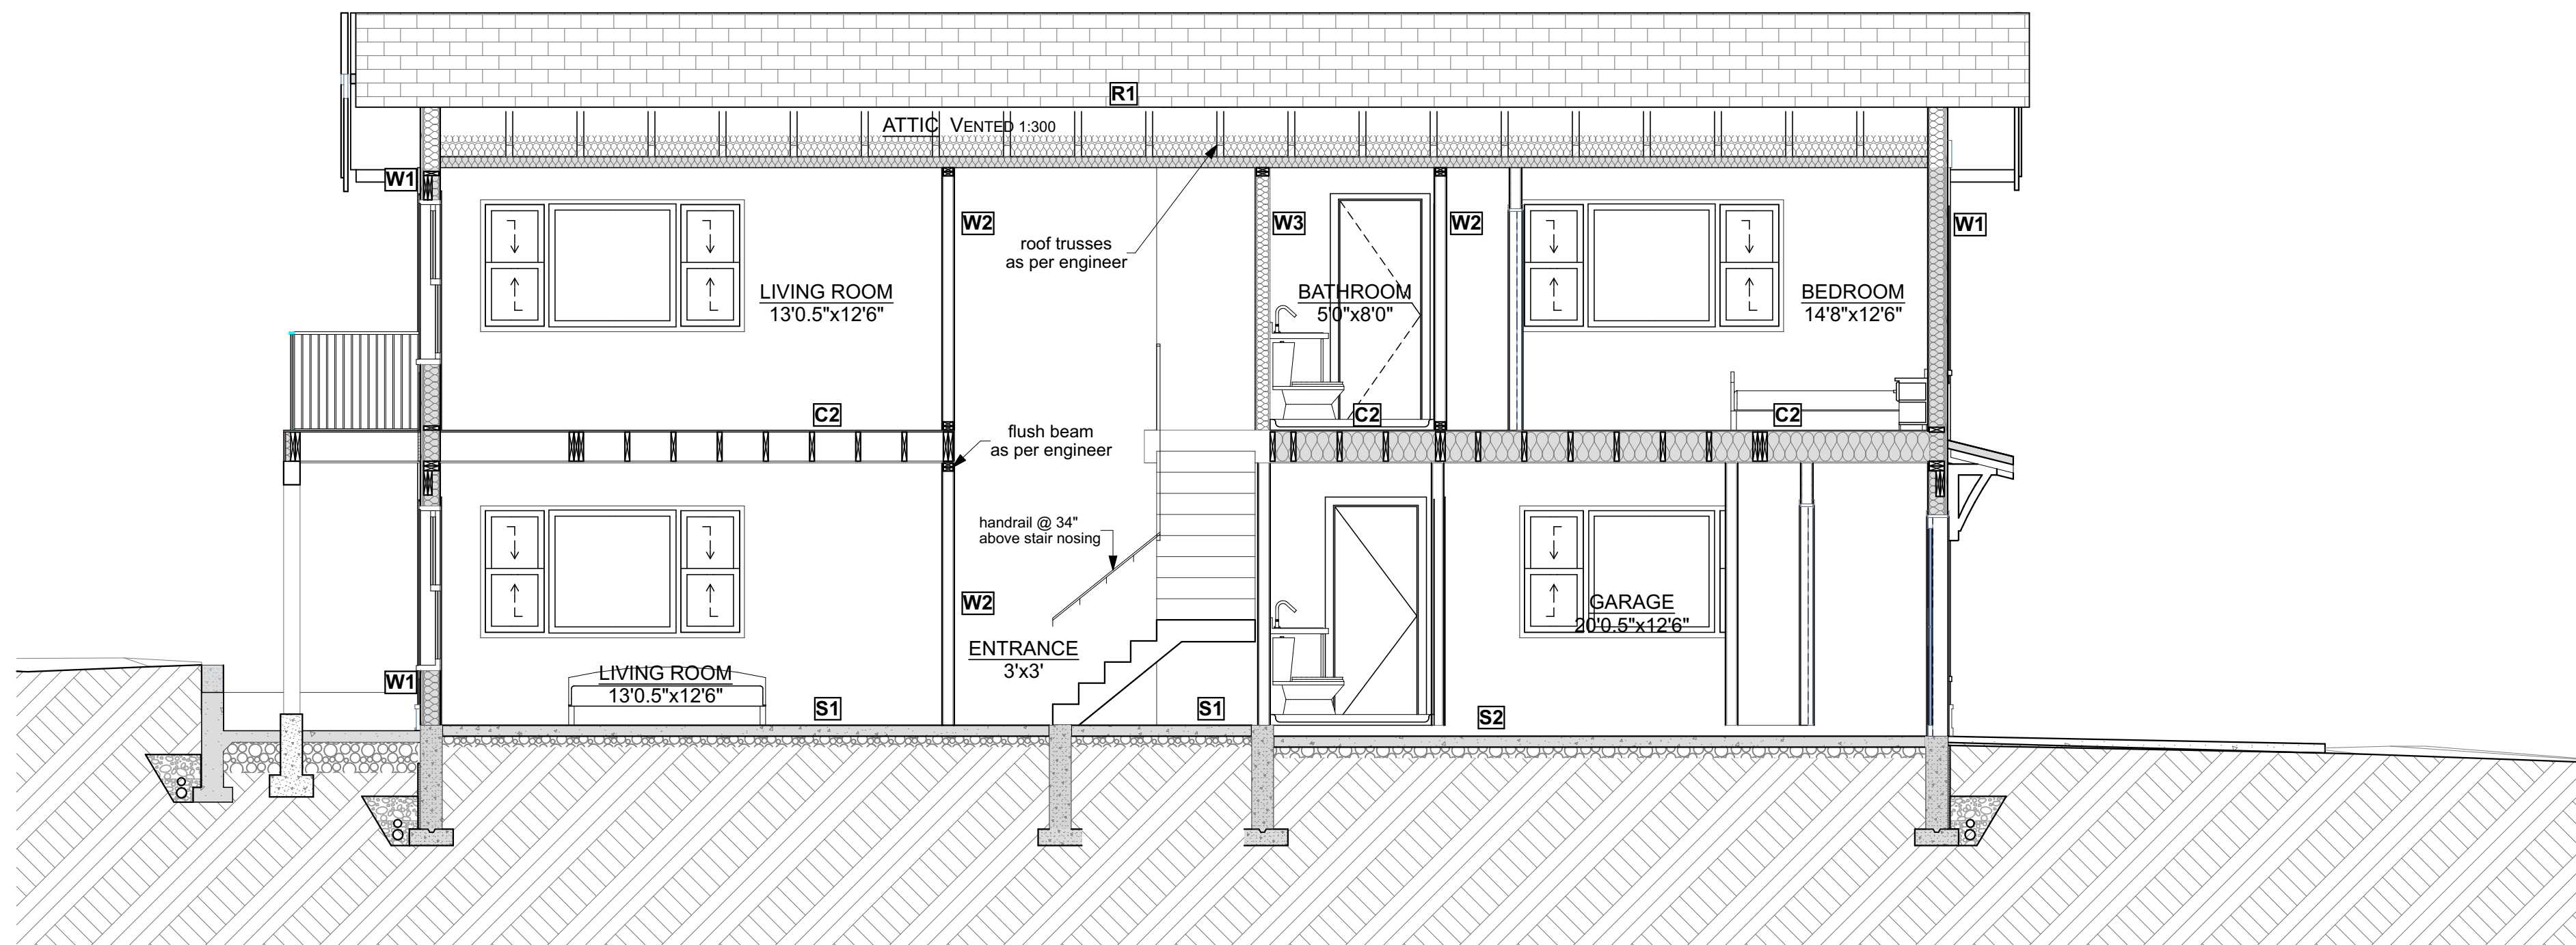 R1
ATTIC VENTED 1:300
W1
W2
W3
W2
W1
roof trusses
as per engineer
LIVING ROOM
13'0.5"x12'6"
BATHROOM
5'0"x8'0"
BEDROOM
14'8"x12'6"
C2
C2
C2
flush beam
as per engineer
handrail @ 34"
above stair nosing
W2
GARAGE
20'0.5"x12'6"
ENTRANCE
3'x3'
LIVING ROOM
13'0.5"x12'6"
W1
S1
S1
S2